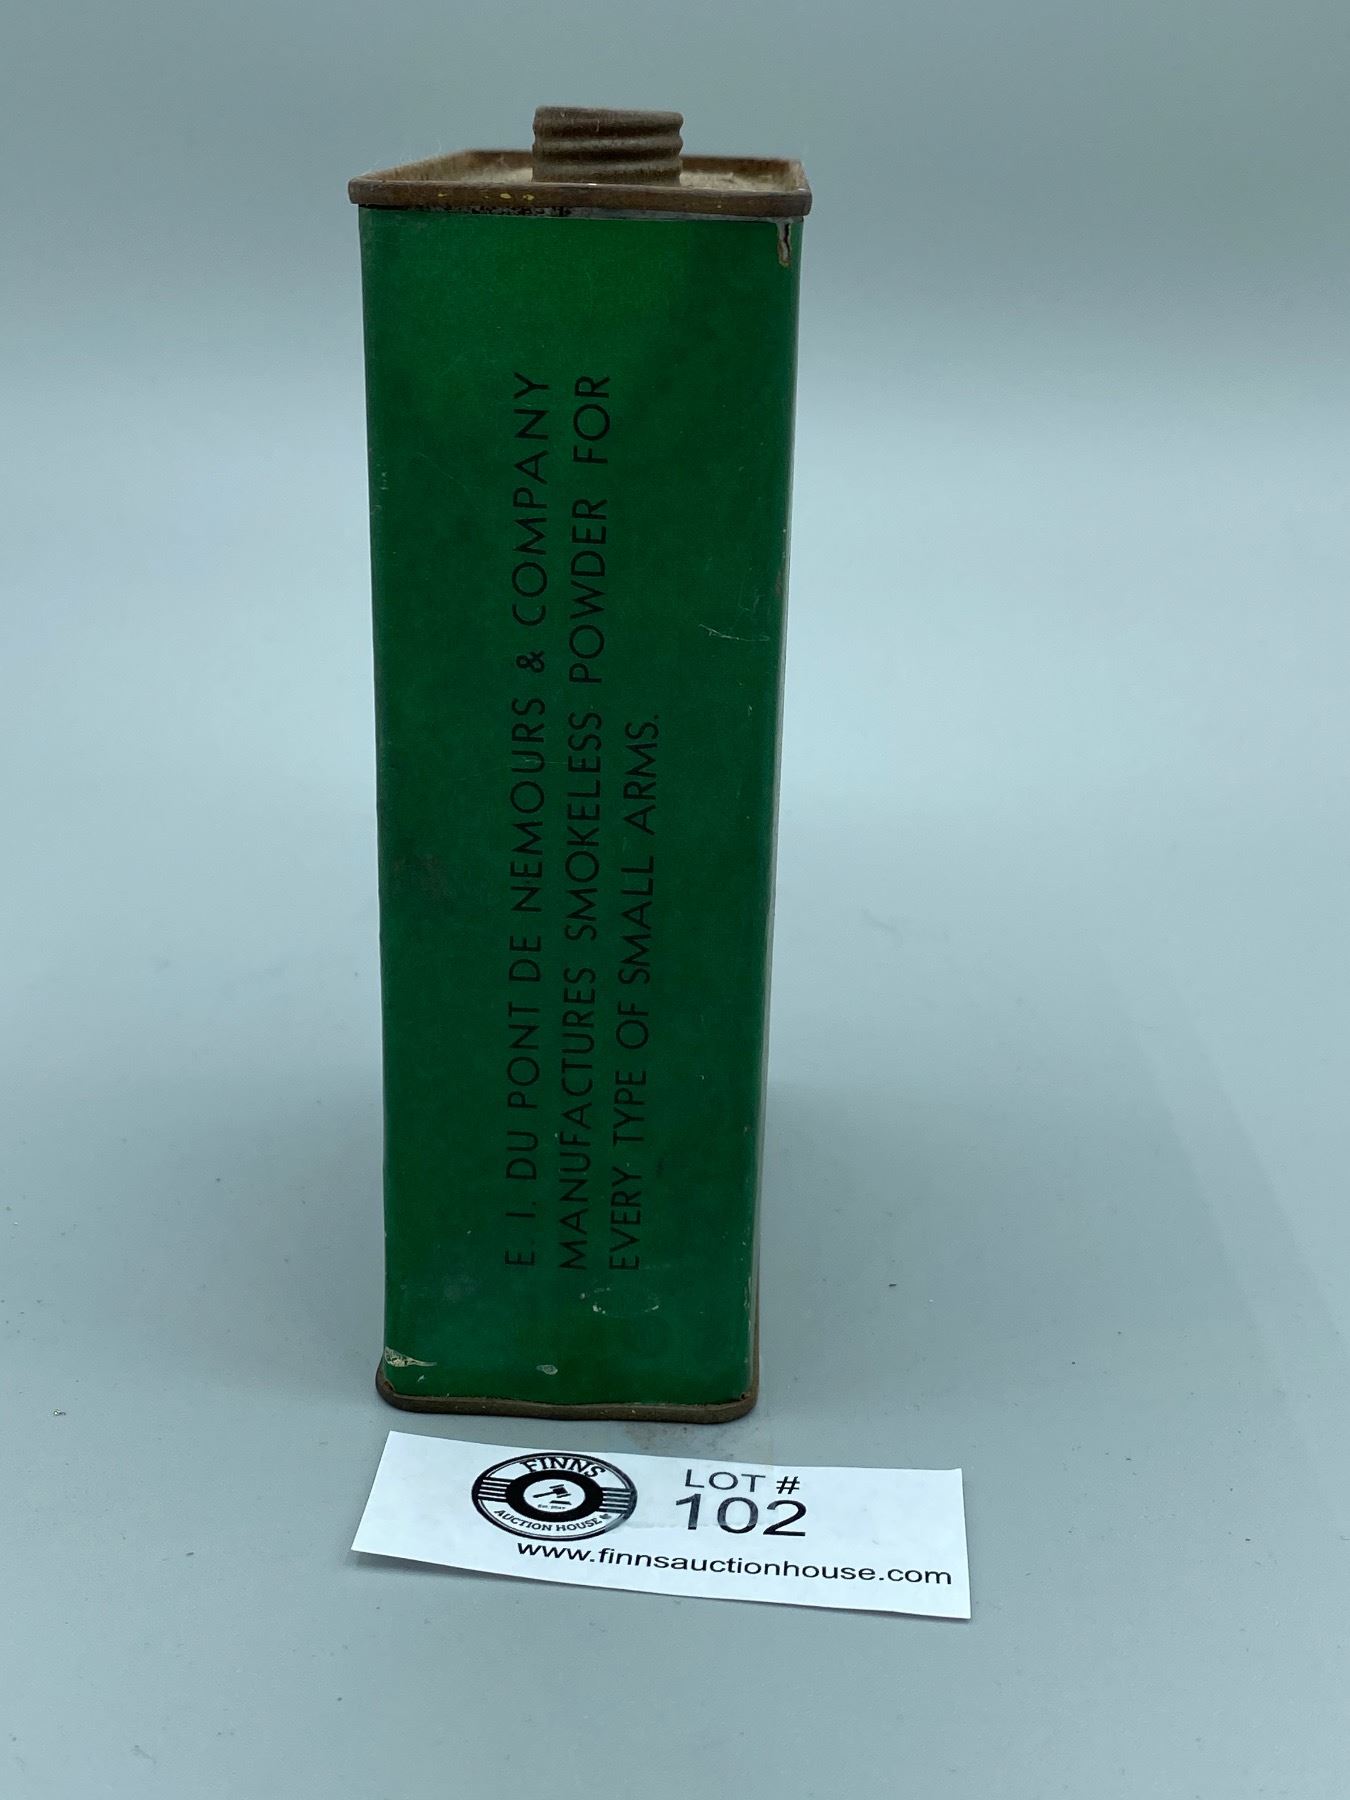 E. I. DU PONT DE NEMOURS & COMPANY
MANUFACTURES SMOKELESS POWDER FOR
EVERY TYPE OF SMALL ARMS.
FINNS
AUCTION HOUSE
LOT #
102
www.finnsauctionhouse.com